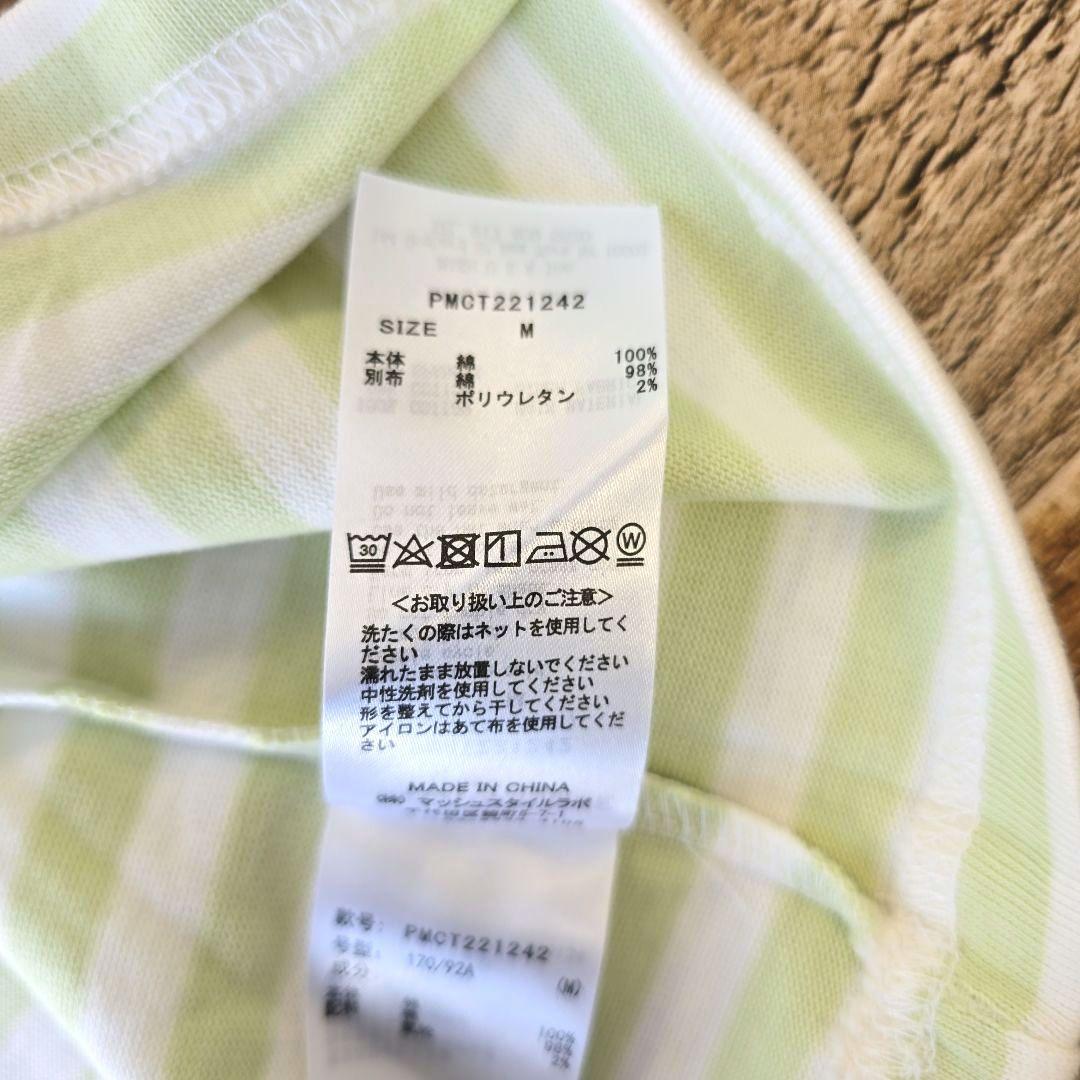 PMCT221242
SIZE M
本体 綿 100%
別布 綿 98%
ポリウレタン 2%
30
W
＜お取り扱い上のご注意＞
洗たくの際はネットを使用してく
ださい
濡れたまま放置しないでください
中性洗剤を使用してください
形を整えてから干してください
アイロンはあて布を使用してくだ
さい
MADE IN CHINA
(株) マッシュスタイルラボ
款号: PMCT221242
号型: 170/92A (M)
成分
100%
98%
2%